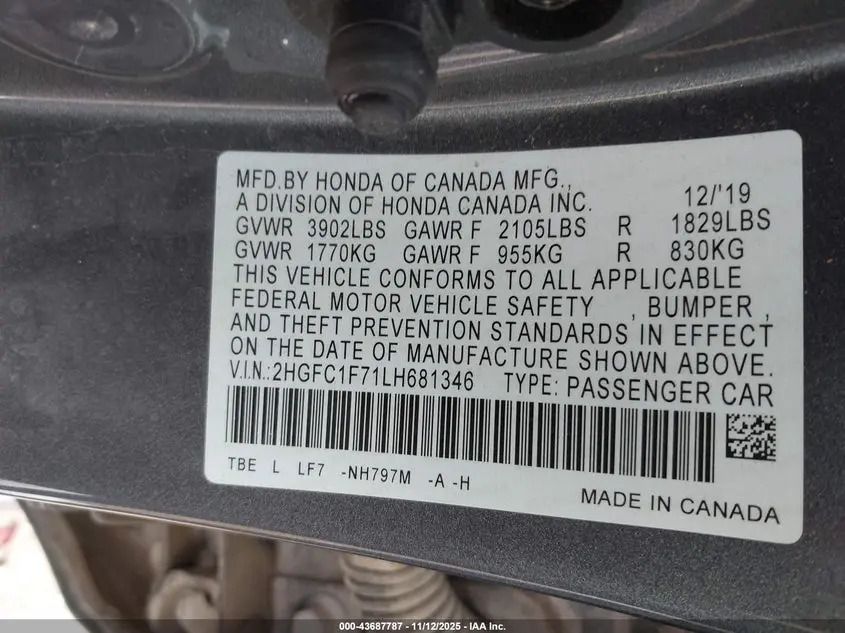 MFD.BY HONDA OF CANADA MFG.,
A DIVISION OF HONDA CANADA INC. 12/'19
GVWR 3902LBS GAWR F 2105LBS R 1829LBS
GVWR 1770KG GAWR F 955KG R 830KG
THIS VEHICLE CONFORMS TO ALL APPLICABLE
FEDERAL MOTOR VEHICLE SAFETY , BUMPER ,
AND THEFT PREVENTION STANDARDS IN EFFECT
ON THE DATE OF MANUFACTURE SHOWN ABOVE.
V.I.N.:2HGFC1F71LH681346 TYPE: PASSENGER CAR
TBE L LF7 -NH797M -A -H
MADE IN CANADA
000-43687787 - 11/12/2025 - IAA Inc.